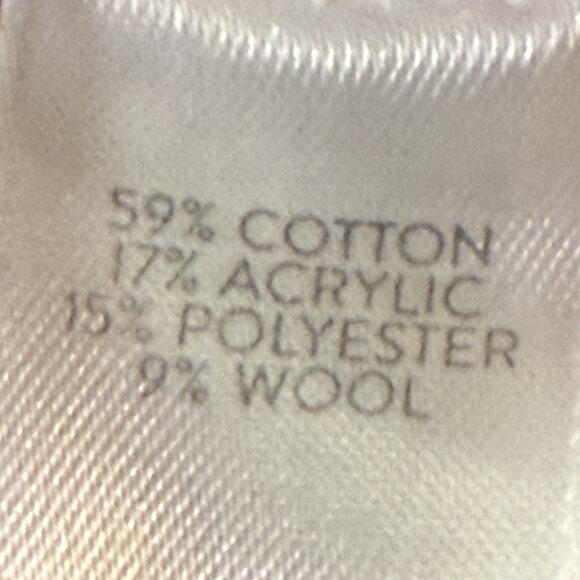 59% COTTON
17% ACRYLIC
15% POLYESTER
9% WOOL